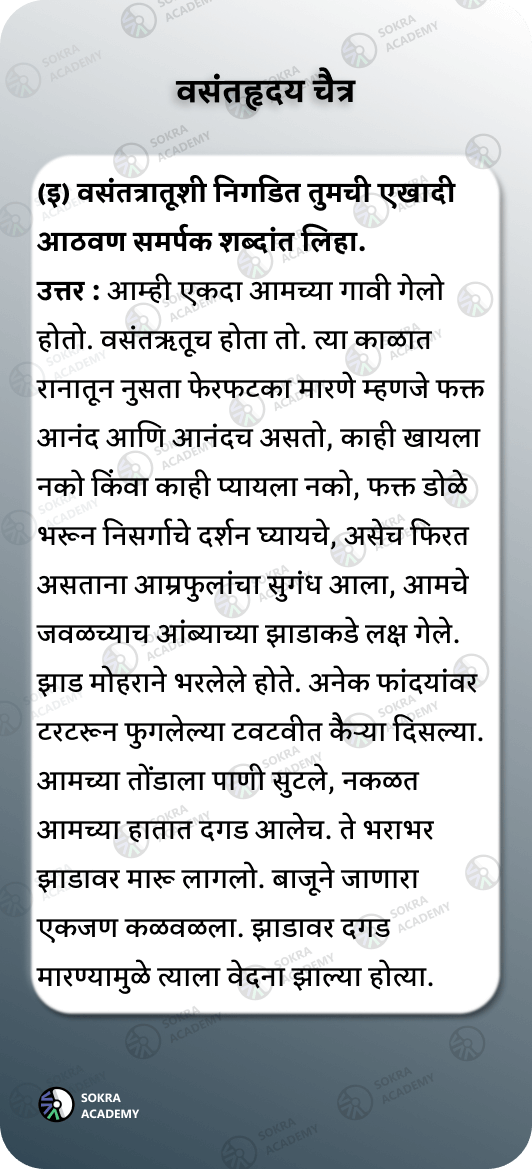 वसंतहृदय चैत्र
(इ) वसंतत्रातूशी निगडित तुमची एखादी
आठवण समर्पक शब्दांत लिहा.
उत्तर : आम्ही एकदा आमच्या गावी गेलो
होतो. वसंतऋतूच होता तो. त्या काळात
रानातून नुसता फेरफटका मारणे म्हणजे फक्त
आनंद आणि आनंदच असतो, काही खायला
नको किंवा काही प्यायला नको, फक्त डोळे
भरून निसर्गाचे दर्शन घ्यायचे, असेच फिरत
असताना आम्रफुलांचा सुगंध आला, आमचे
जवळच्याच आंब्याच्या झाडाकडे लक्ष गेले.
झाड मोहराने भरलेले होते. अनेक फांदयांवर
टरटरून फुगलेल्या टवटवीत कैऱ्या दिसल्या.
आमच्या तोंडाला पाणी सुटले, नकळत
आमच्या हातात दगड आलेच. ते भराभर
झाडावर मारू लागलो. बाजूने जाणारा
एकजण कळवळला. झाडावर दगड
मारण्यामुळे त्याला वेदना झाल्या होत्या.
SOKRA
ACADEMY